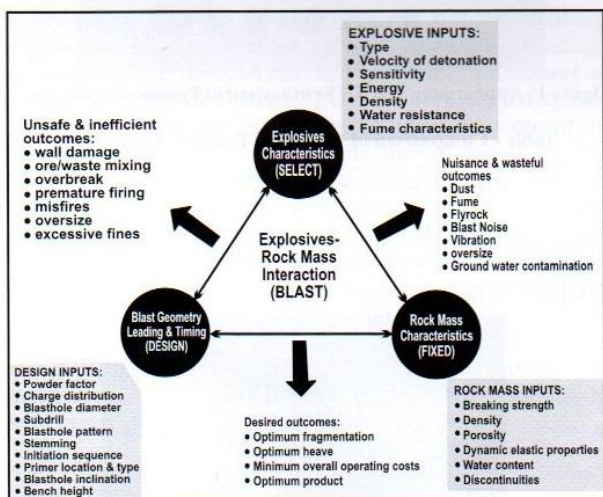 EXPLOSIVE INPUTS:
• Type
• Velocity of detonation
• Sensitivity
• Energy
• Density
• Water resistance
• Fume characteristics
Unsafe & inefficient
outcomes:
• wall damage
• ore/waste mixing
• overbreak
• premature firing
• misfires
• oversize
• excessive fines
Explosives
Characteristics
(SELECT)
Nuisance & wasteful
outcomes
• Dust
• Fume
• Flyrock
• Blast Noise
• Vibration
• oversize
• Ground water contamination
Explosives-
Rock Mass
Interaction
(BLAST)
Blast Geometry
Leading & Timing
(DESIGN)
Rock Mass
Characteristics
(FIXED)
DESIGN INPUTS:
• Powder factor
• Charge distribution
• Blasthole diameter
• Subdrill
• Blasthole pattern
• Stemming
• Initiation sequence
• Primer location & type
• Blasthole inclination
• Bench height
Desired outcomes:
• Optimum fragmentation
• Optimum heave
• Minimum overall operating costs
• Optimum product
ROCK MASS INPUTS:
• Breaking strength
• Density
• Porosity
• Dynamic elastic properties
• Water content
• Discontinuities